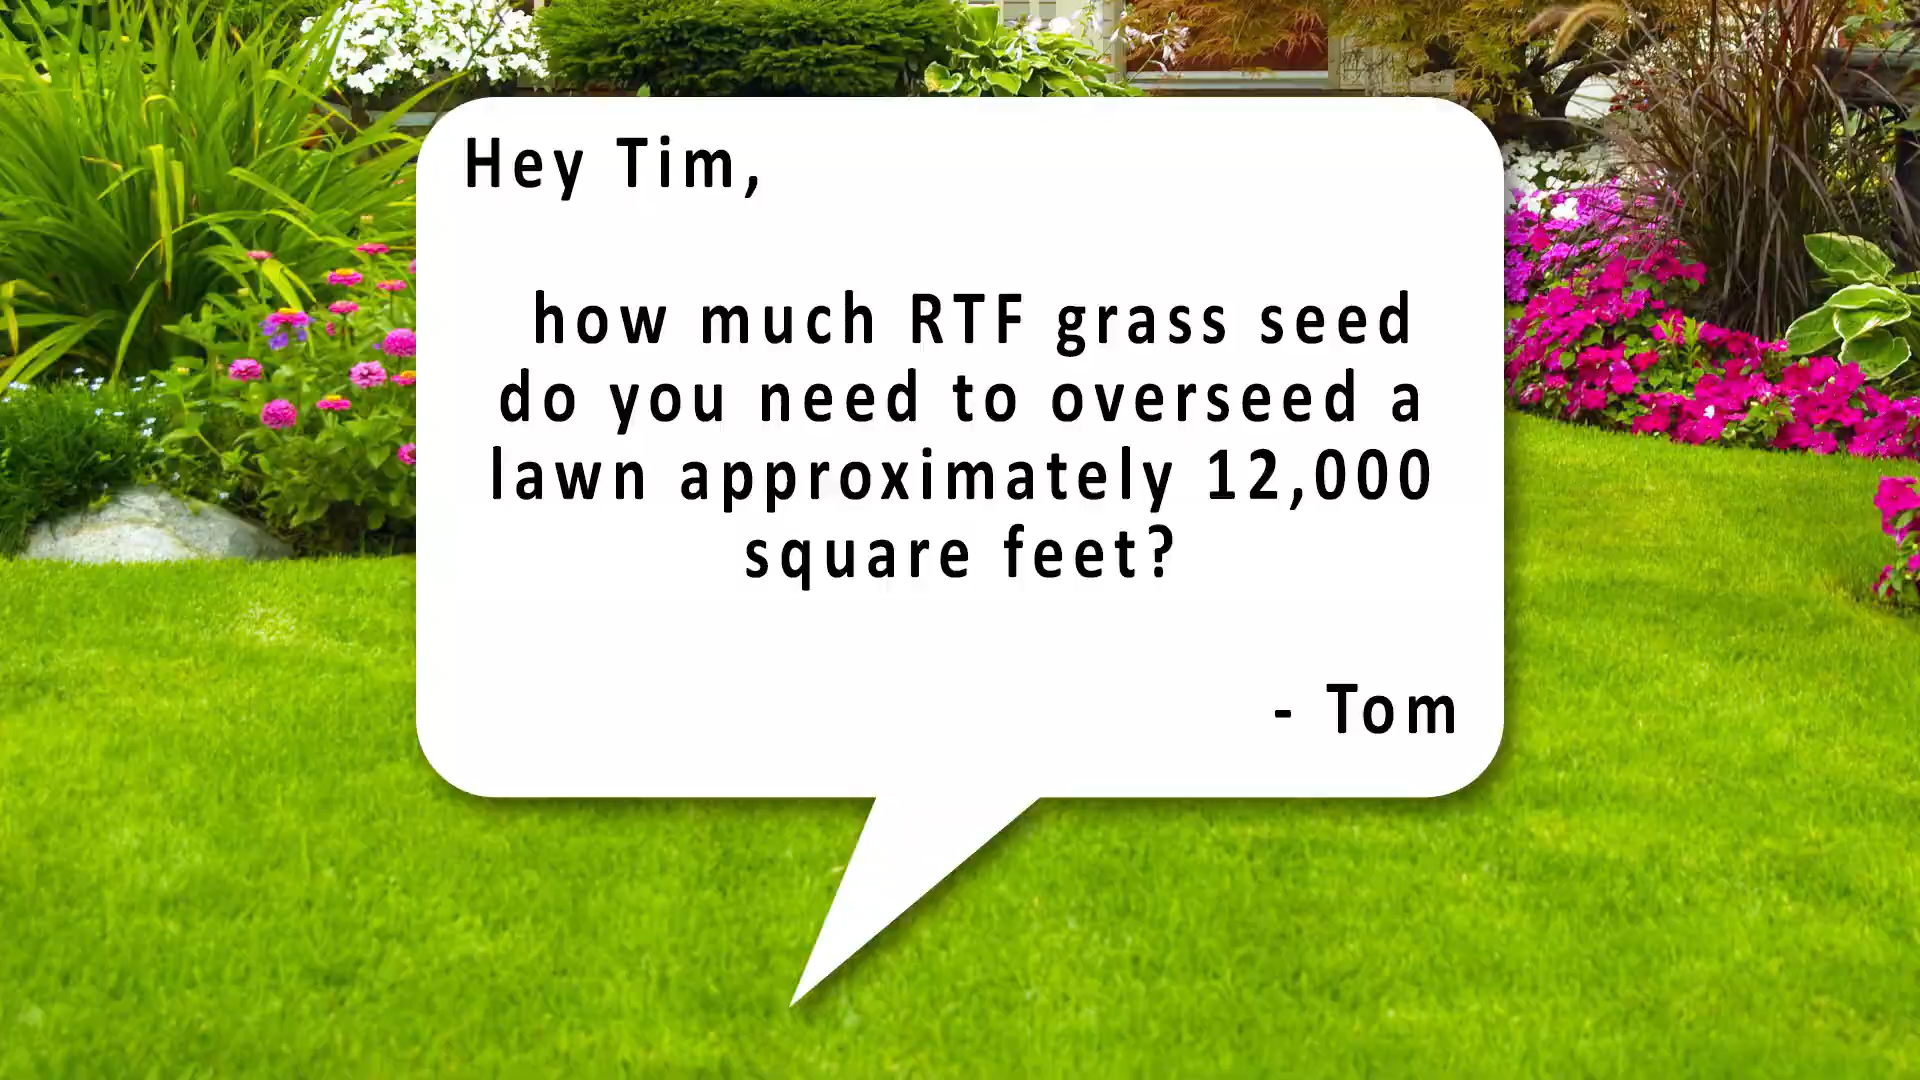 Hey Tim,
how much RTF grass seed
do you need to overseed a
lawn approximately 12,000
square feet?
- Tom